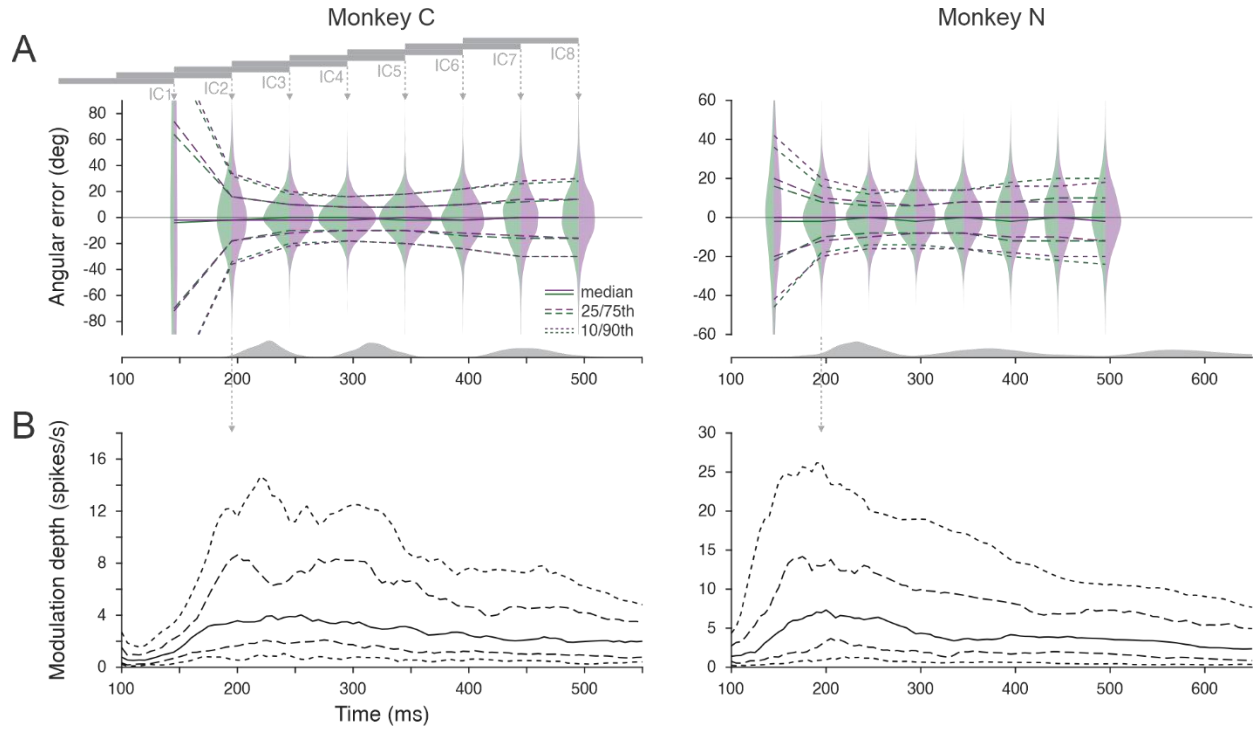 Monkey C
Monkey N
A
IC1
IC2
IC3
IC4
IC5
IC6
IC7
IC8
Angular error (deg)
80
60
40
20
0
-20
-40
-60
-80
median
25/75th
10/90th
100 200 300 400 500
60
40
20
0
-20
-40
-60
100 200 300 400 500 600
B
Modulation depth (spikes/s)
16
12
8
4
0
100 200 300 400 500
Time (ms)
30
25
20
15
10
5
0
100 200 300 400 500 600